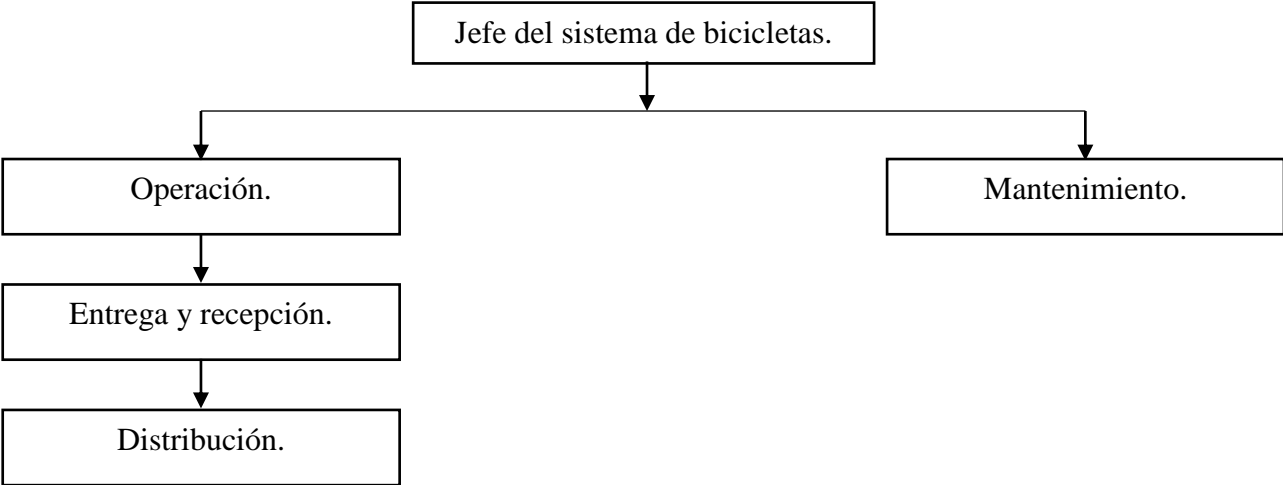 Jefe del sistema de bicicletas.
Operación.
Mantenimiento.
Entrega y recepción.
Distribución.